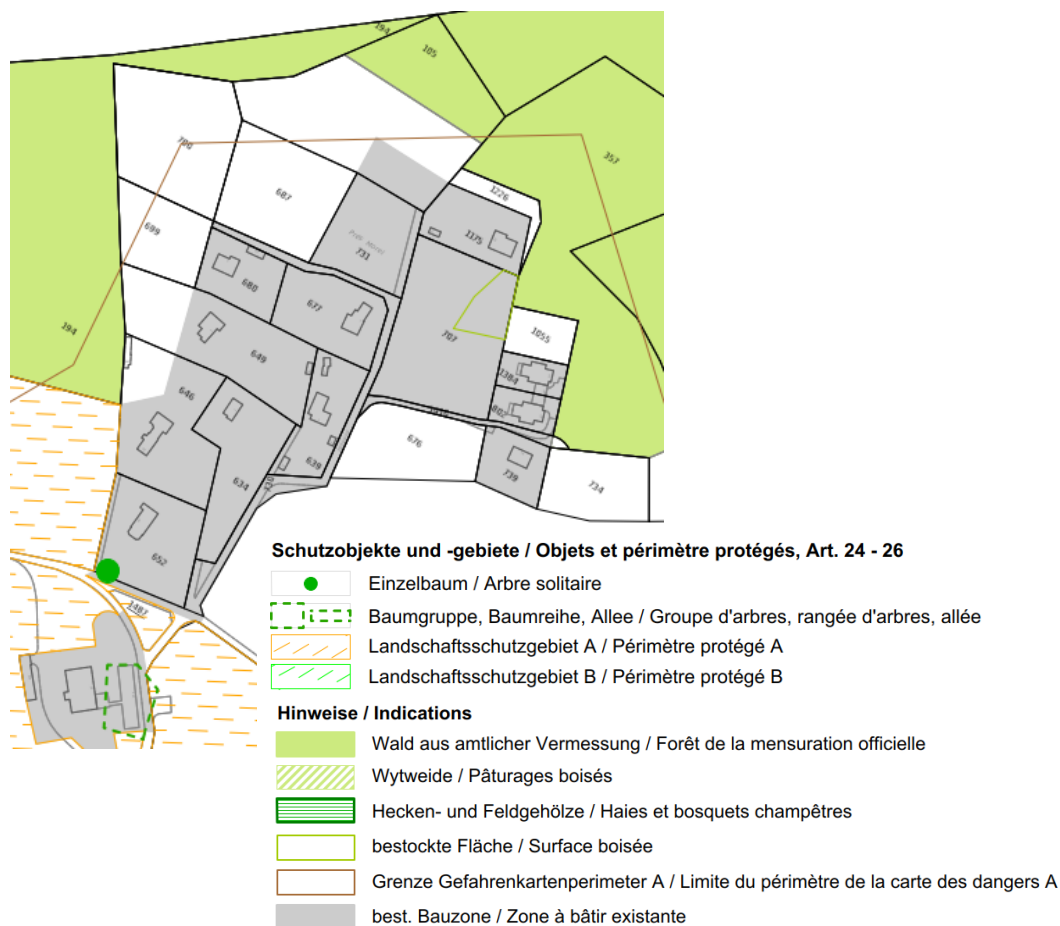 194
105
700
357
687
1226
699
1175
Pré Morel
731
680
677
194
707
1055
649
1384
646
802
676
639
634
739
734
652
1487
Schutzobjekte und -gebiete / Objets et périmètre protégés, Art. 24 - 26
Einzelbaum / Arbre solitaire
Baumgruppe, Baumreihe, Allee / Groupe d'arbres, rangée d'arbres, allée
Landschaftsschutzgebiet A / Périmètre protégé A
Landschaftsschutzgebiet B / Périmètre protégé B
Hinweise / Indications
Wald aus amtlicher Vermessung / Forêt de la mensuration officielle
Wytweide / Pâturages boisés
Hecken- und Feldgehölze / Haies et bosquets champêtres
bestockte Fläche / Surface boisée
Grenze Gefahrenkartenperimeter A / Limite du périmètre de la carte des dangers A
best. Bauzone / Zone à bâtir existante